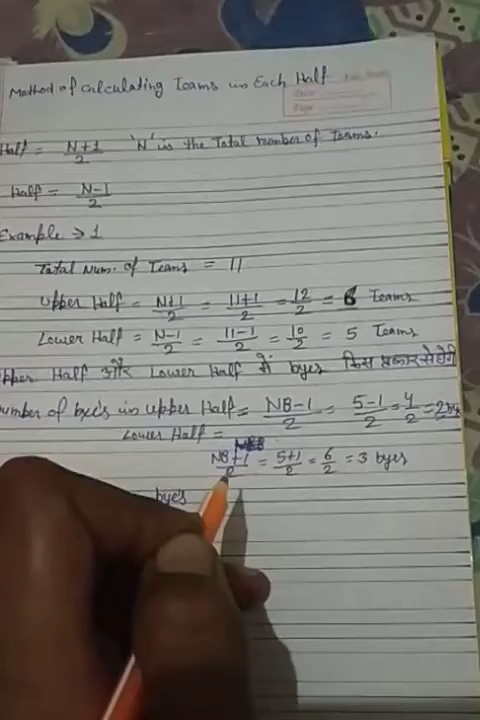 Method of Calculating Teams in Each Half
Date
Page
Half = N+1/2 'N' is the Total number of Teams.
Half = N-1/2
Example → 1
Total Num. of Teams = 11
Upper Half = N+1/2 = 11+1/2 = 12/2 = 6 Teams
Lower Half = N-1/2 = 11-1/2 = 10/2 = 5 Teams
Upper Half और Lower Half में byes किस प्रकार से होगी
Number of bye's in Upper Half = NB-1/2 = 5-1/2 = 4/2 = 2
Lower Half =
NB+1/2 = 5+1/2 = 6/2 = 3 byes
bye's